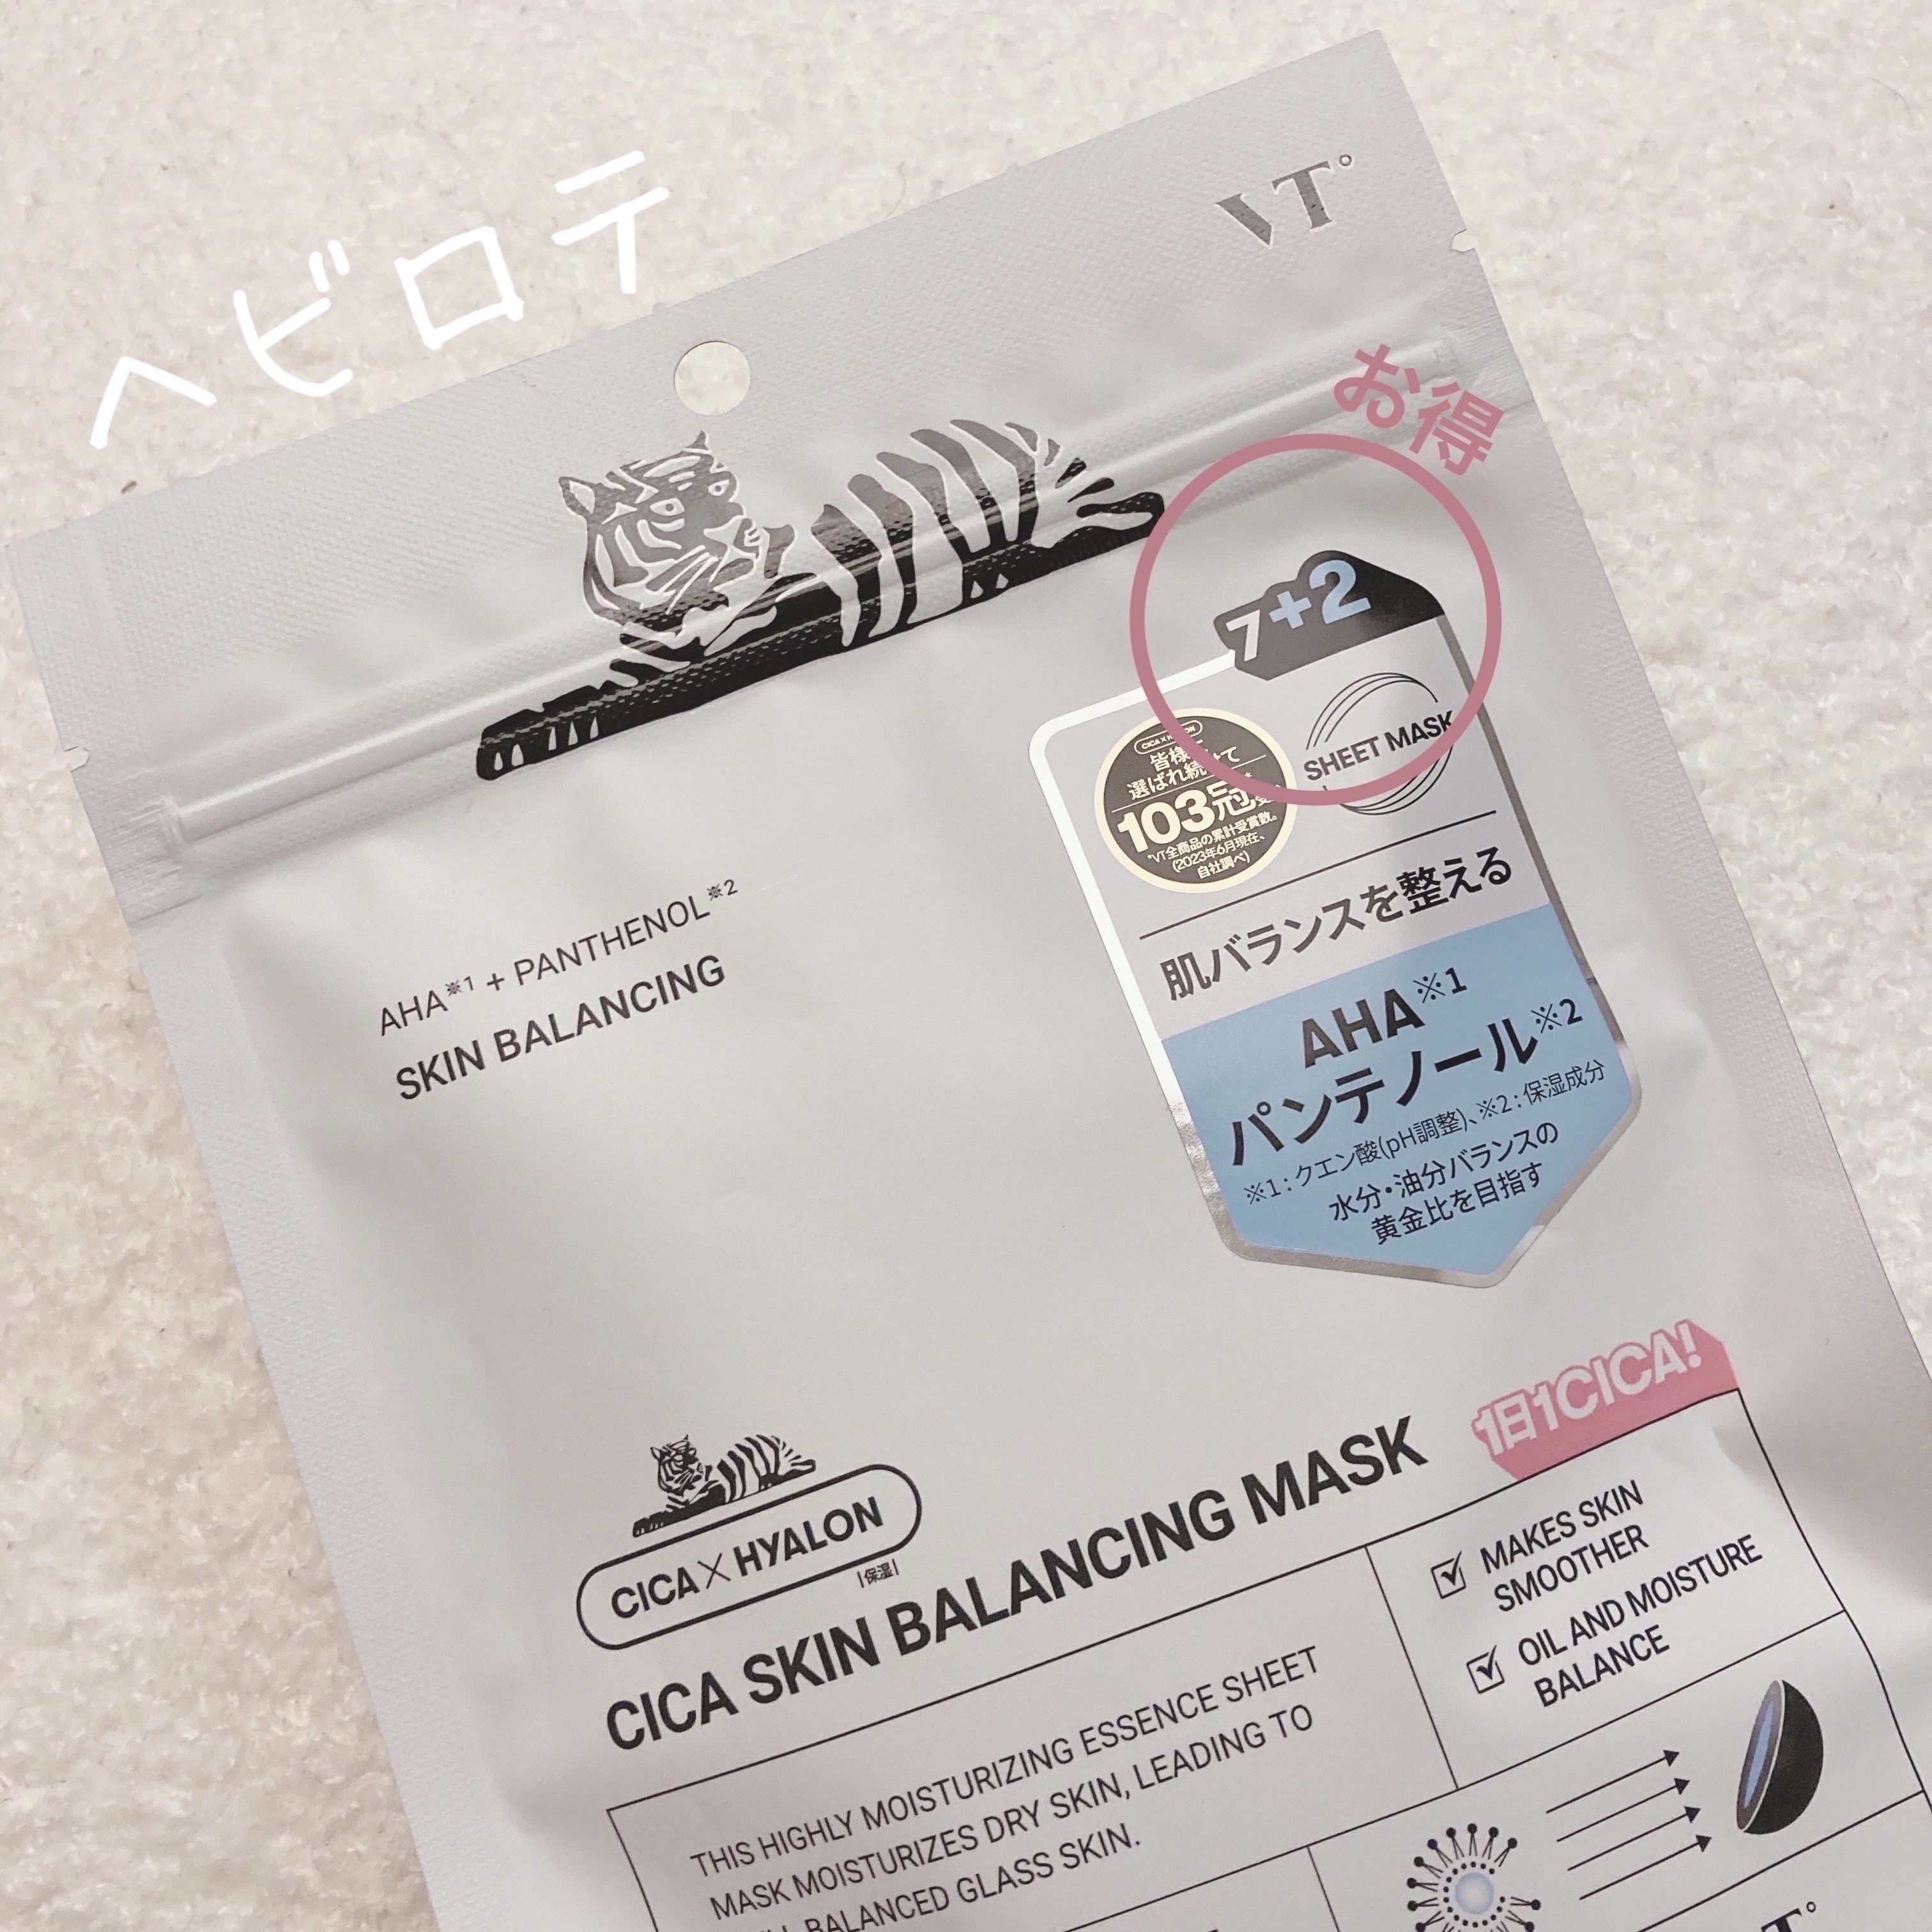 ヘビロテ
VT°
お得
7+2
SHEET MASK
CICA×HYALON
選ばれ続けて
103冠
*VT全商品の累計受賞数。
(2023年6月現在、
自社調べ)
肌バランスを整える
AHA※1
パンテノール※2
※1:クエン酸(pH調整)、※2:保湿成分
水分・油分バランスの
黄金比を目指す
AHA※1 + PANTHENOL※2
SKIN BALANCING
1日1CICA!
CICA×HYALON
|保湿|
CICA SKIN BALANCING MASK
MAKES SKIN
SMOOTHER
OIL AND MOISTURE
BALANCE
THIS HIGHLY MOISTURIZING ESSENCE SHEET
MASK MOISTURIZES DRY SKIN, LEADING TO
BALANCED GLASS SKIN.